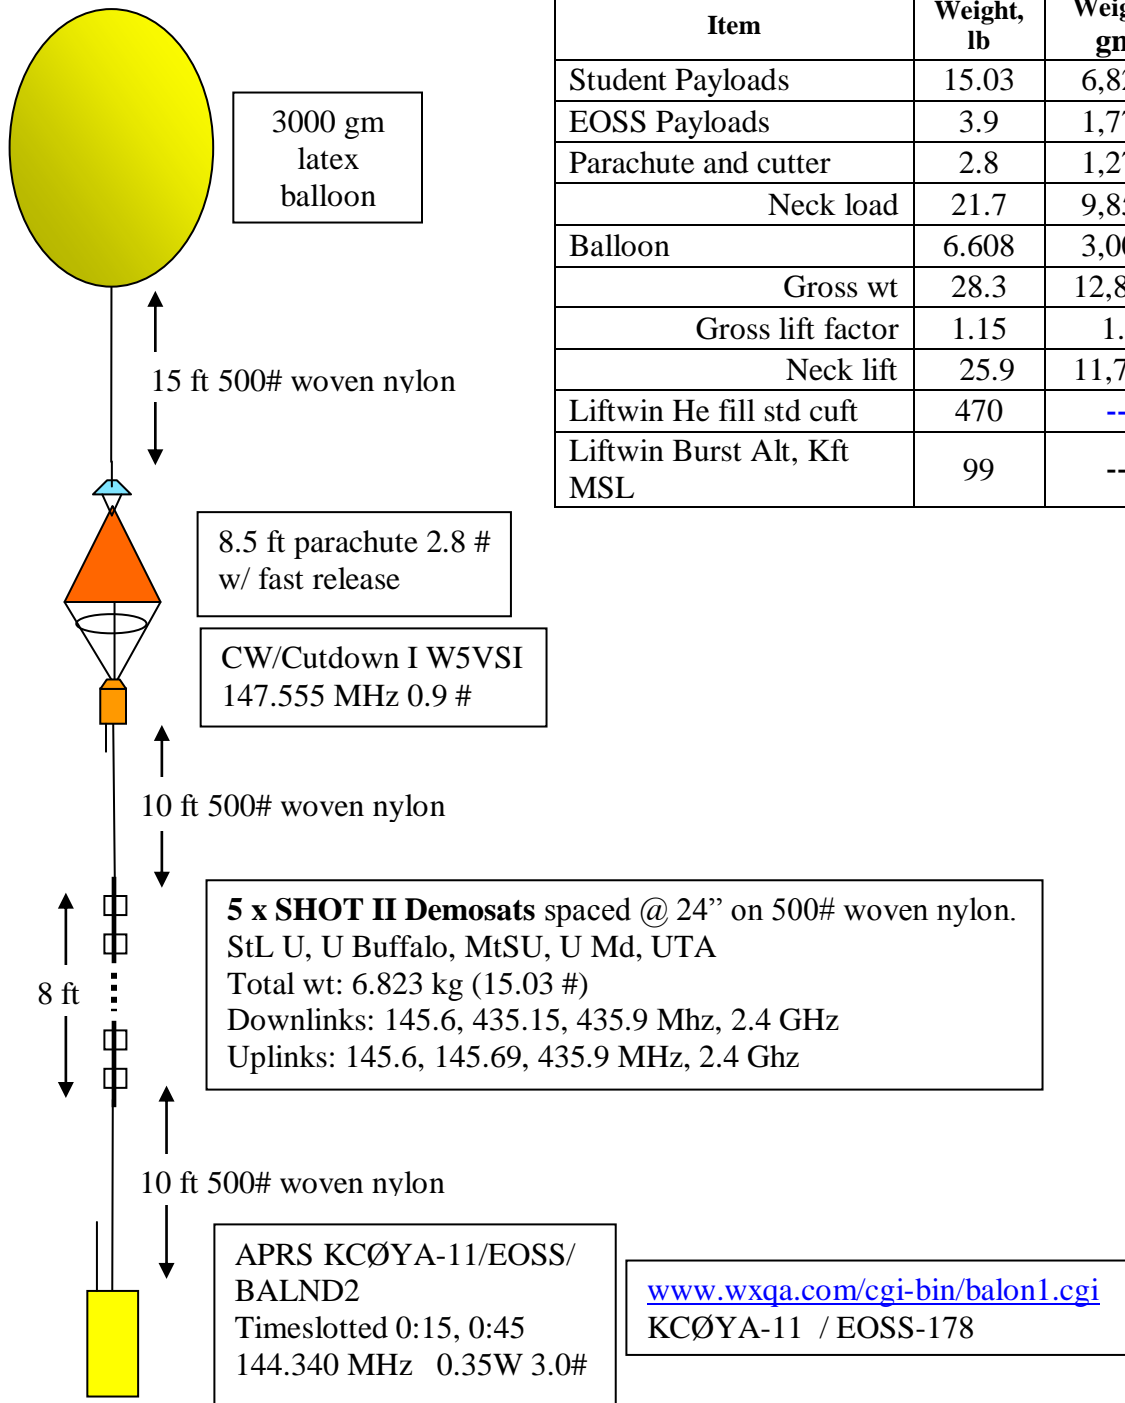 Item Weight, lb
Student Payloads 15.03
EOSS Payloads 3.9
Parachute and cutter 2.8
Neck load 21.7
Balloon 6.608
Gross wt 28.3
Gross lift factor 1.15
Neck lift 25.9
Liftwin He fill std cuft 470 --
Liftwin Burst Alt, Kft MSL 99 --
3000 gm
latex
balloon
15 ft 500# woven nylon
8.5 ft parachute 2.8 #
w/ fast release
CW/Cutdown I W5VSI
147.555 MHz 0.9 #
10 ft 500# woven nylon
5 x SHOT II Demosats spaced @ 24” on 500# woven nylon.
StL U, U Buffalo, MtSU, U Md, UTA
Total wt: 6.823 kg (15.03 #)
Downlinks: 145.6, 435.15, 435.9 Mhz, 2.4 GHz
Uplinks: 145.6, 145.69, 435.9 MHz, 2.4 Ghz
8 ft
10 ft 500# woven nylon
APRS KCØYA-11/EOSS/
BALND2
Timeslotted 0:15, 0:45
144.340 MHz 0.35W 3.0#
www.wxqa.com/cgi-bin/balon1.cgi
KCØYA-11 / EOSS-178